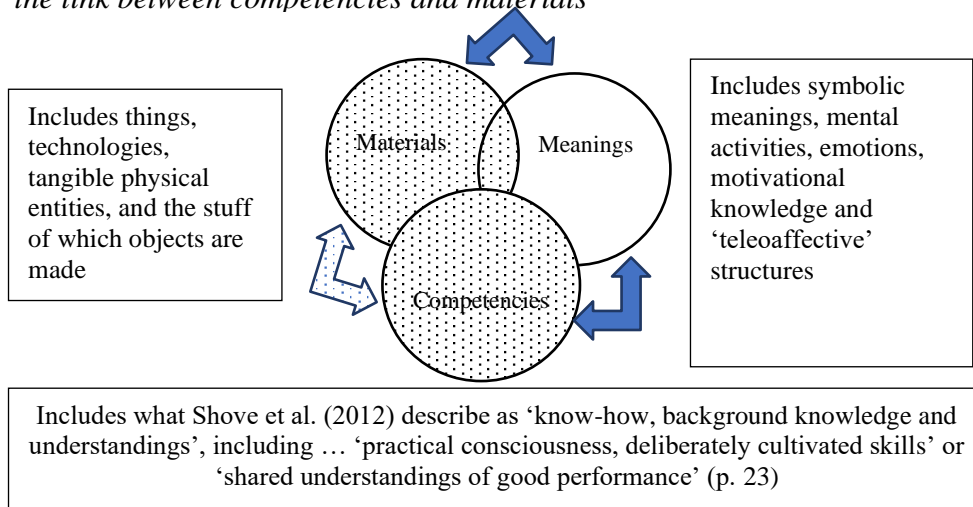 the link between competencies and materials
Materials
Meanings
Competencies
Includes things,
technologies,
tangible physical
entities, and the stuff
of which objects are
made
Includes symbolic
meanings, mental
activities, emotions,
motivational
knowledge and
‘teleoaffective’
structures
Includes what Shove et al. (2012) describe as ‘know-how, background knowledge and
understandings’, including … ‘practical consciousness, deliberately cultivated skills’ or
‘shared understandings of good performance’ (p. 23)